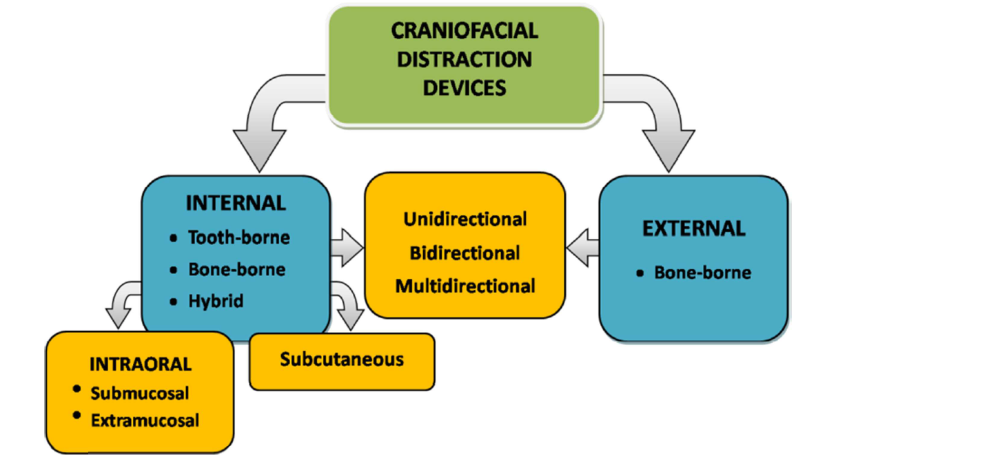 CRANIOFACIAL
DISTRACTION
DEVICES
INTERNAL
• Tooth-borne
• Bone-borne
• Hybrid
Unidirectional
Bidirectional
Multidirectional
EXTERNAL
• Bone-borne
INTRAORAL
• Submucosal
• Extramucosal
Subcutaneous